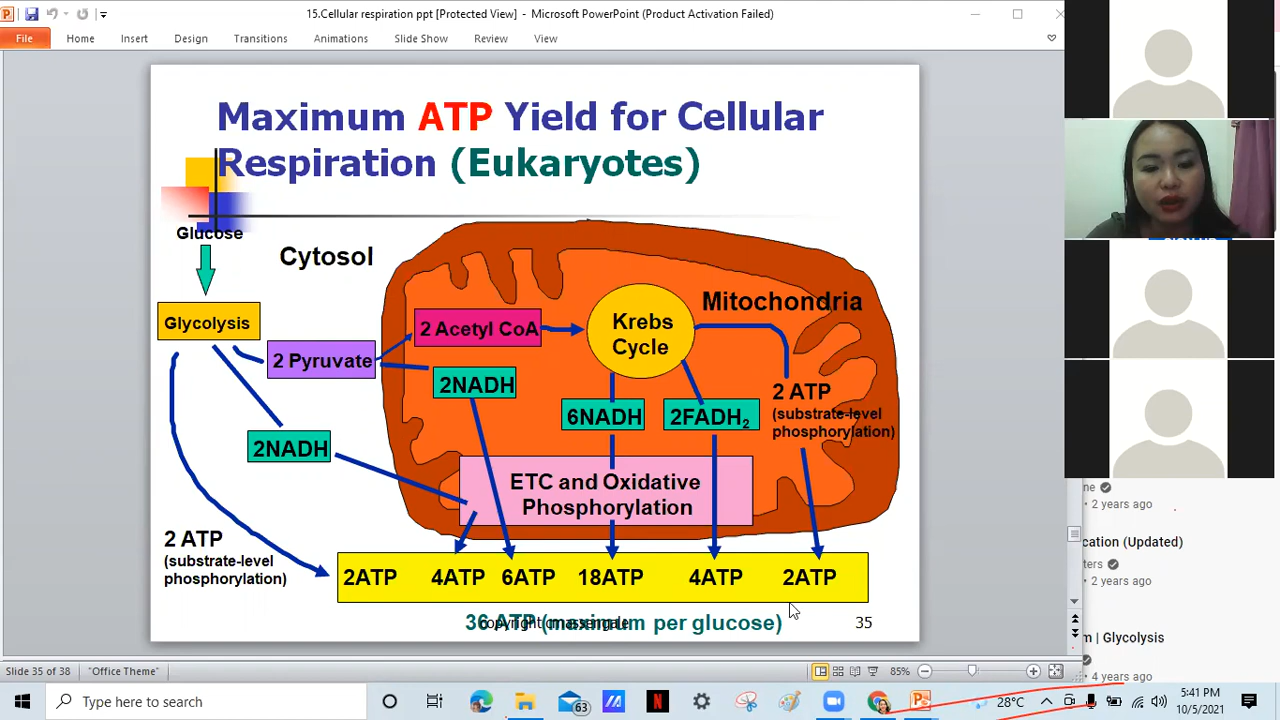 15.Cellular respiration ppt [Protected View] - Microsoft PowerPoint (Product Activation Failed)
File Home Insert Design Transitions Animations Slide Show Review View
Maximum ATP Yield for Cellular
Respiration (Eukaryotes)
Glucose
Cytosol
Mitochondria
Glycolysis
2 Acetyl CoA
Krebs
Cycle
2 Pyruvate
2NADH
6NADH
2FADH₂
2 ATP
(substrate-level
phosphorylation)
2NADH
ETC and Oxidative
Phosphorylation
2 ATP
(substrate-level
phosphorylation)
2ATP 4ATP 6ATP 18ATP 4ATP 2ATP
36 ATP (maximum per glucose)
copyright cmassengale
35
ne
2 years ago
cation (Updated)
ters
2 years ago
m | Glycolysis
4 years ago
Slide 35 of 38 "Office Theme" 85%
Type here to search
63
28°C
5:41 PM
10/5/2021